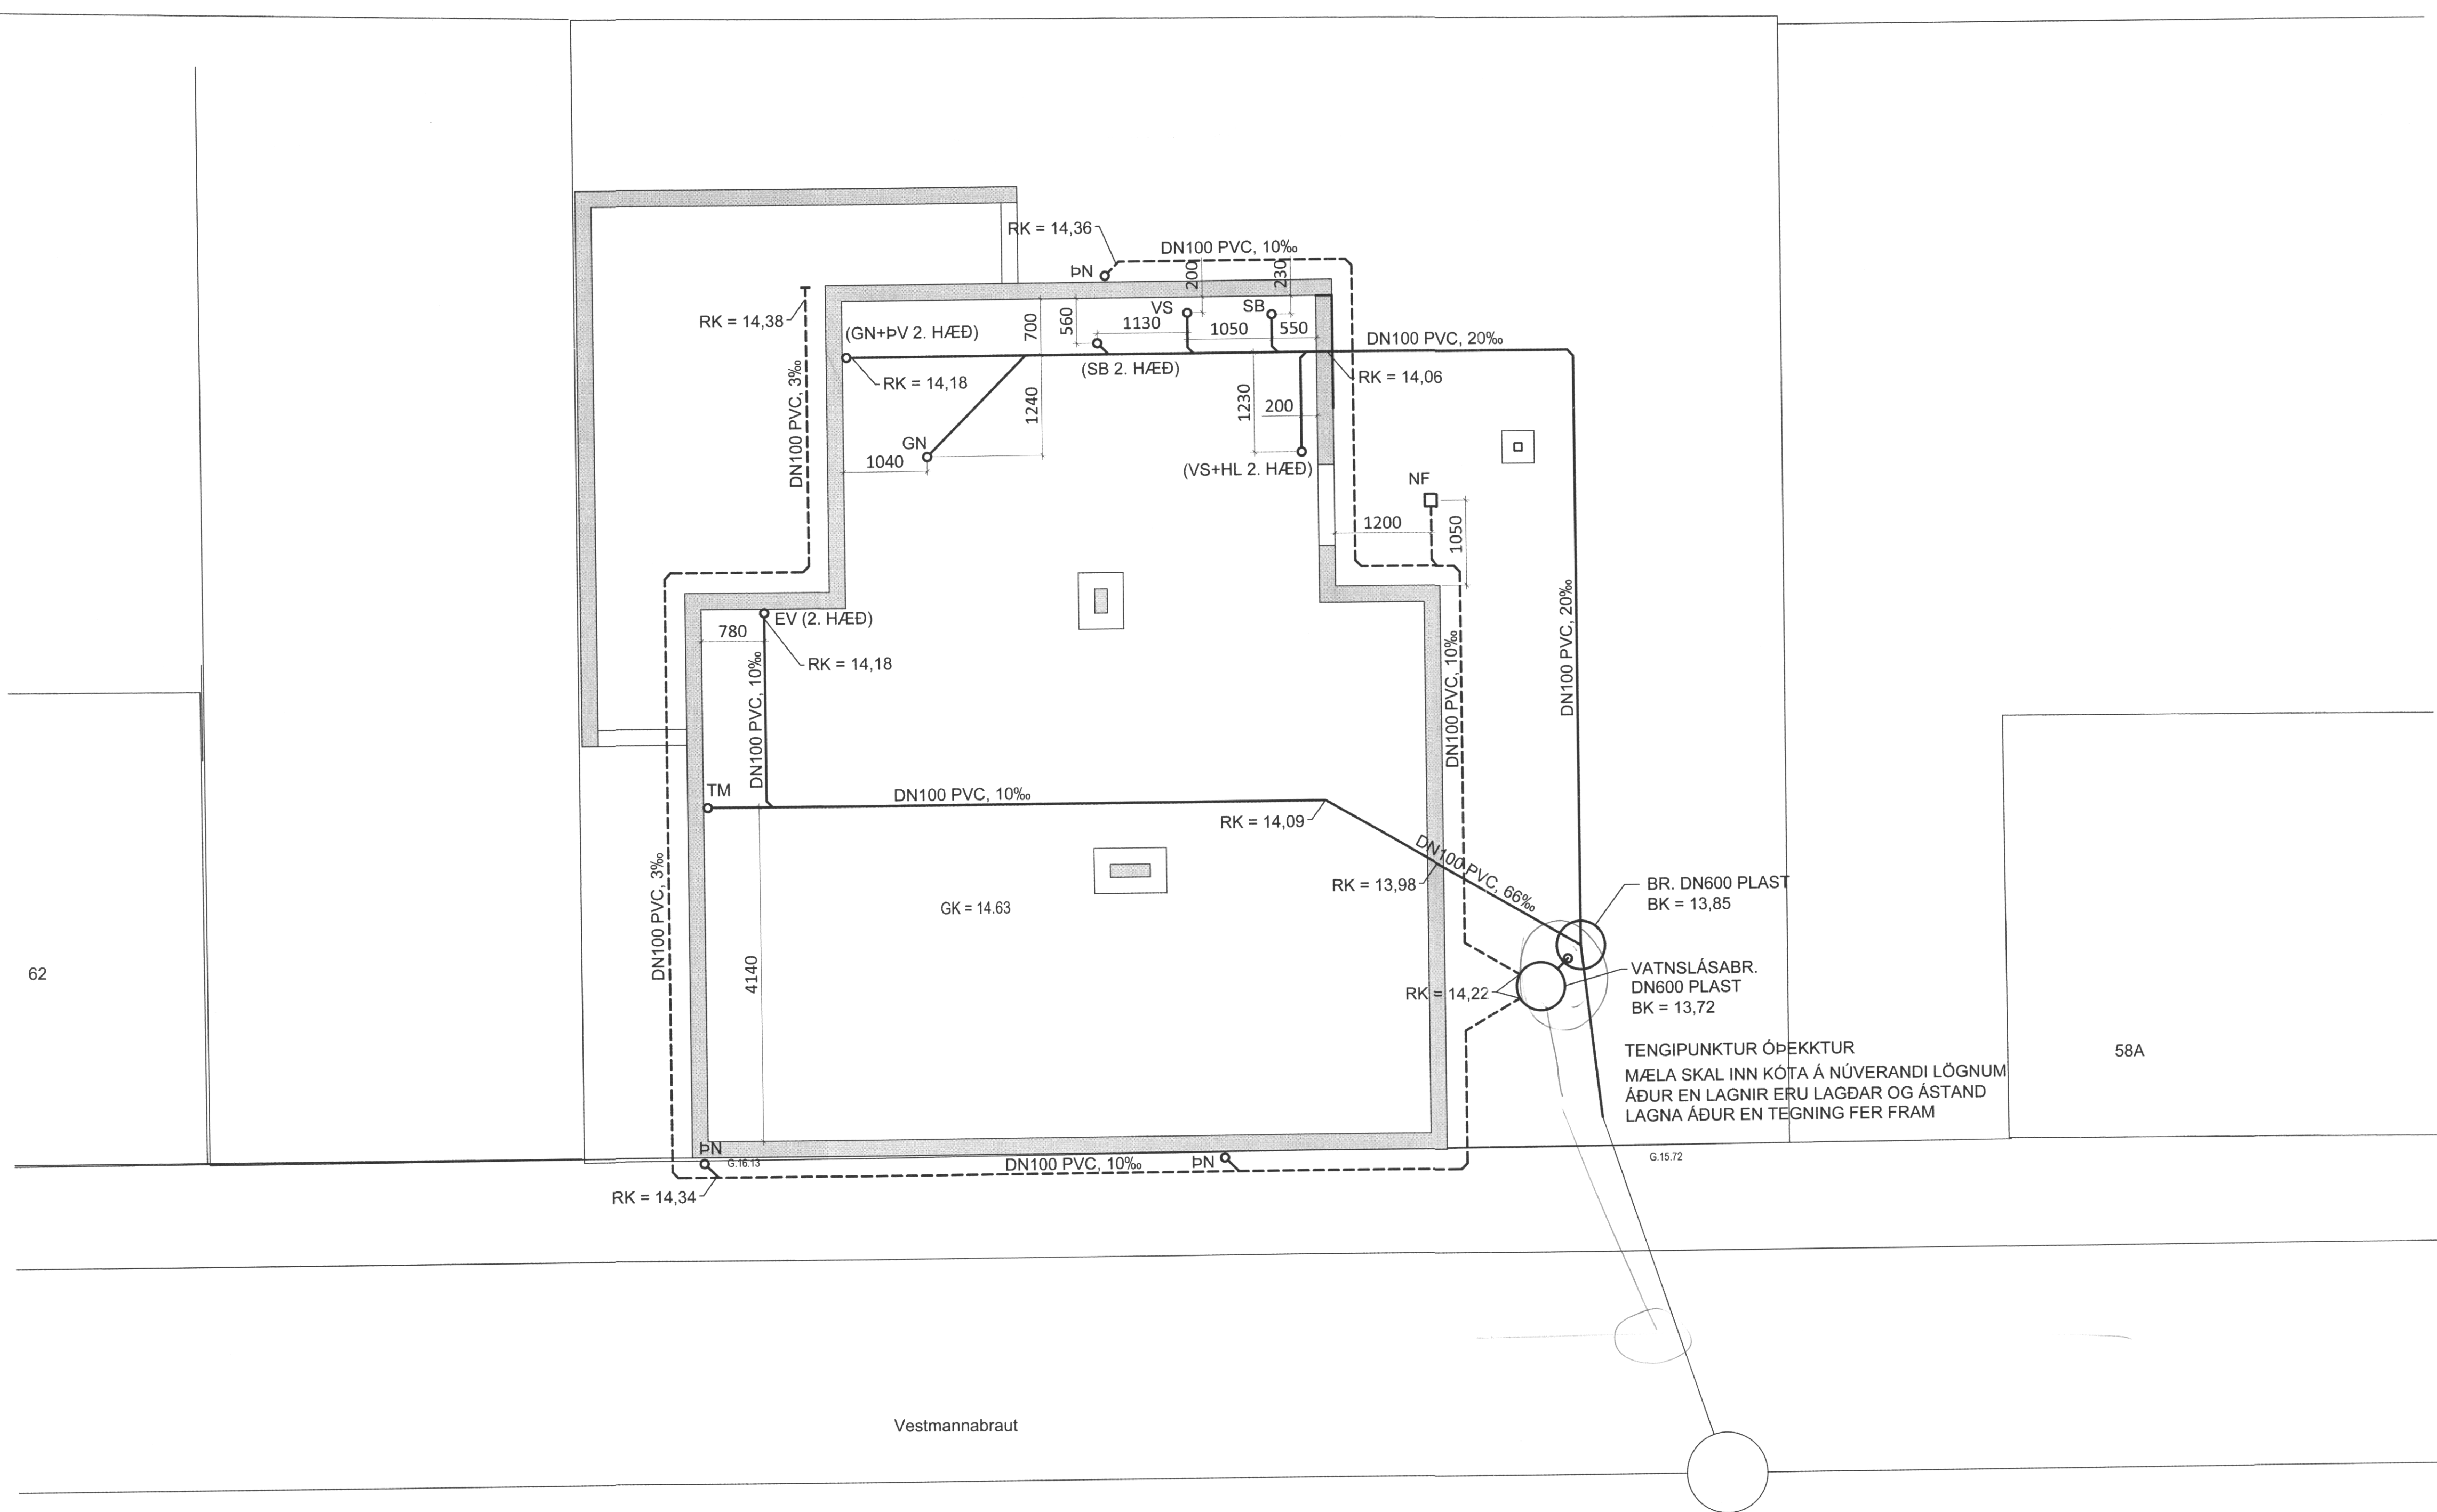 RK = 14,36
DN100 PVC, 10‰
ÞN
200
230
RK = 14,38
(GN+ÞV 2. HÆÐ)
700
560
VS
SB
1130
1050
550
DN100 PVC, 20‰
(SB 2. HÆÐ)
RK = 14,18
RK = 14,06
DN100 PVC, 3‰
1240
1230
200
GN
1040
(VS+HL 2. HÆÐ)
NF
1200
1050
EV (2. HÆÐ)
780
RK = 14,18
DN100 PVC, 10‰
DN100 PVC, 10‰
DN100 PVC, 20‰
TM
DN100 PVC, 10‰
RK = 14,09
DN100 PVC, 66‰
RK = 13,98
BR. DN600 PLAST
BK = 13,85
GK = 14.63
DN100 PVC, 3‰
4140
62
VATNSLÁSABR.
DN600 PLAST
BK = 13,72
RK = 14,22
TENGIPUNKTUR ÓÞEKKTUR
MÆLA SKAL INN KÓTA Á NÚVERANDI LÖGNUM
ÁÐUR EN LAGNIR ERU LAGÐAR OG ÁSTAND
LAGNA ÁÐUR EN TEGNING FER FRAM
58A
ÞN
G.16.13
DN100 PVC, 10‰
ÞN
G.15.72
RK = 14,34
Vestmannabraut